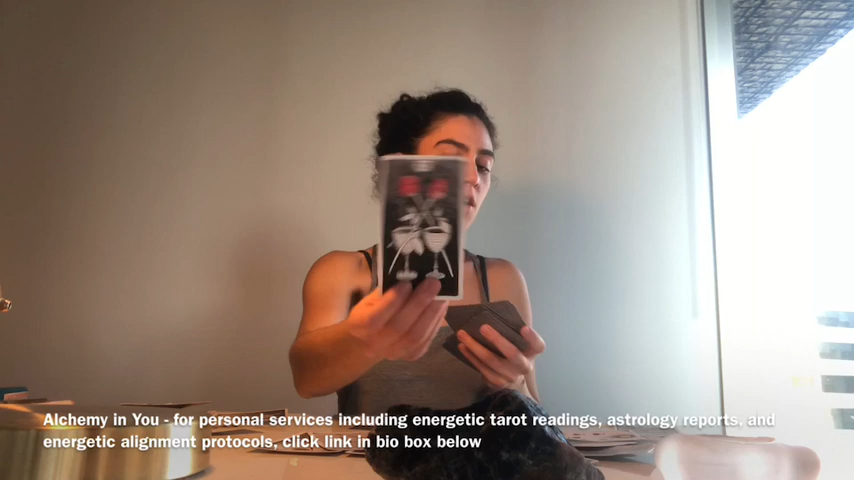 Alchemy in You - for personal services including energetic tarot readings, astrology reports, and
energetic alignment protocols, click link in bio box below